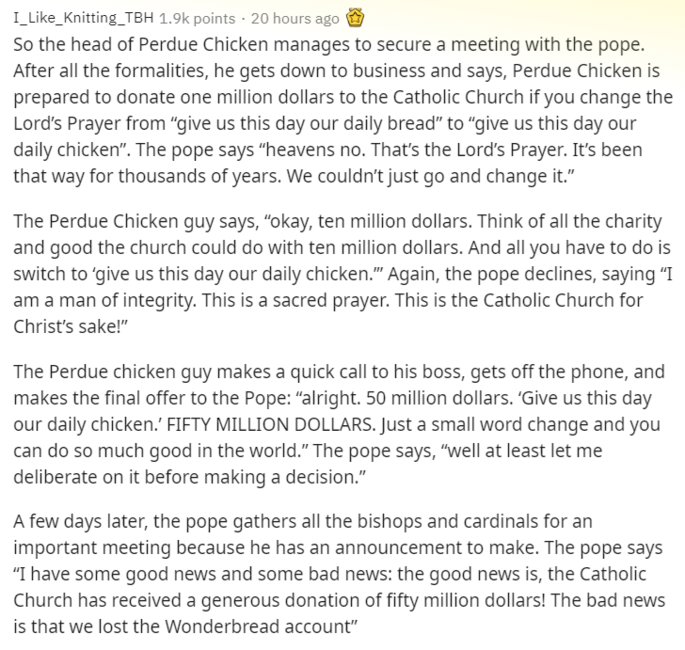 I_Like_Knitting_TBH 1.9k points · 20 hours ago
So the head of Perdue Chicken manages to secure a meeting with the pope.
After all the formalities, he gets down to business and says, Perdue Chicken is
prepared to donate one million dollars to the Catholic Church if you change the
Lord’s Prayer from “give us this day our daily bread” to “give us this day our
daily chicken”. The pope says “heavens no. That’s the Lord’s Prayer. It’s been
that way for thousands of years. We couldn’t just go and change it.”
The Perdue Chicken guy says, “okay, ten million dollars. Think of all the charity
and good the church could do with ten million dollars. And all you have to do is
switch to ‘give us this day our daily chicken.’” Again, the pope declines, saying “I
am a man of integrity. This is a sacred prayer. This is the Catholic Church for
Christ’s sake!”
The Perdue chicken guy makes a quick call to his boss, gets off the phone, and
makes the final offer to the Pope: “alright. 50 million dollars. ‘Give us this day
our daily chicken.’ FIFTY MILLION DOLLARS. Just a small word change and you
can do so much good in the world.” The pope says, “well at least let me
deliberate on it before making a decision.”
A few days later, the pope gathers all the bishops and cardinals for an
important meeting because he has an announcement to make. The pope says
“I have some good news and some bad news: the good news is, the Catholic
Church has received a generous donation of fifty million dollars! The bad news
is that we lost the Wonderbread account”